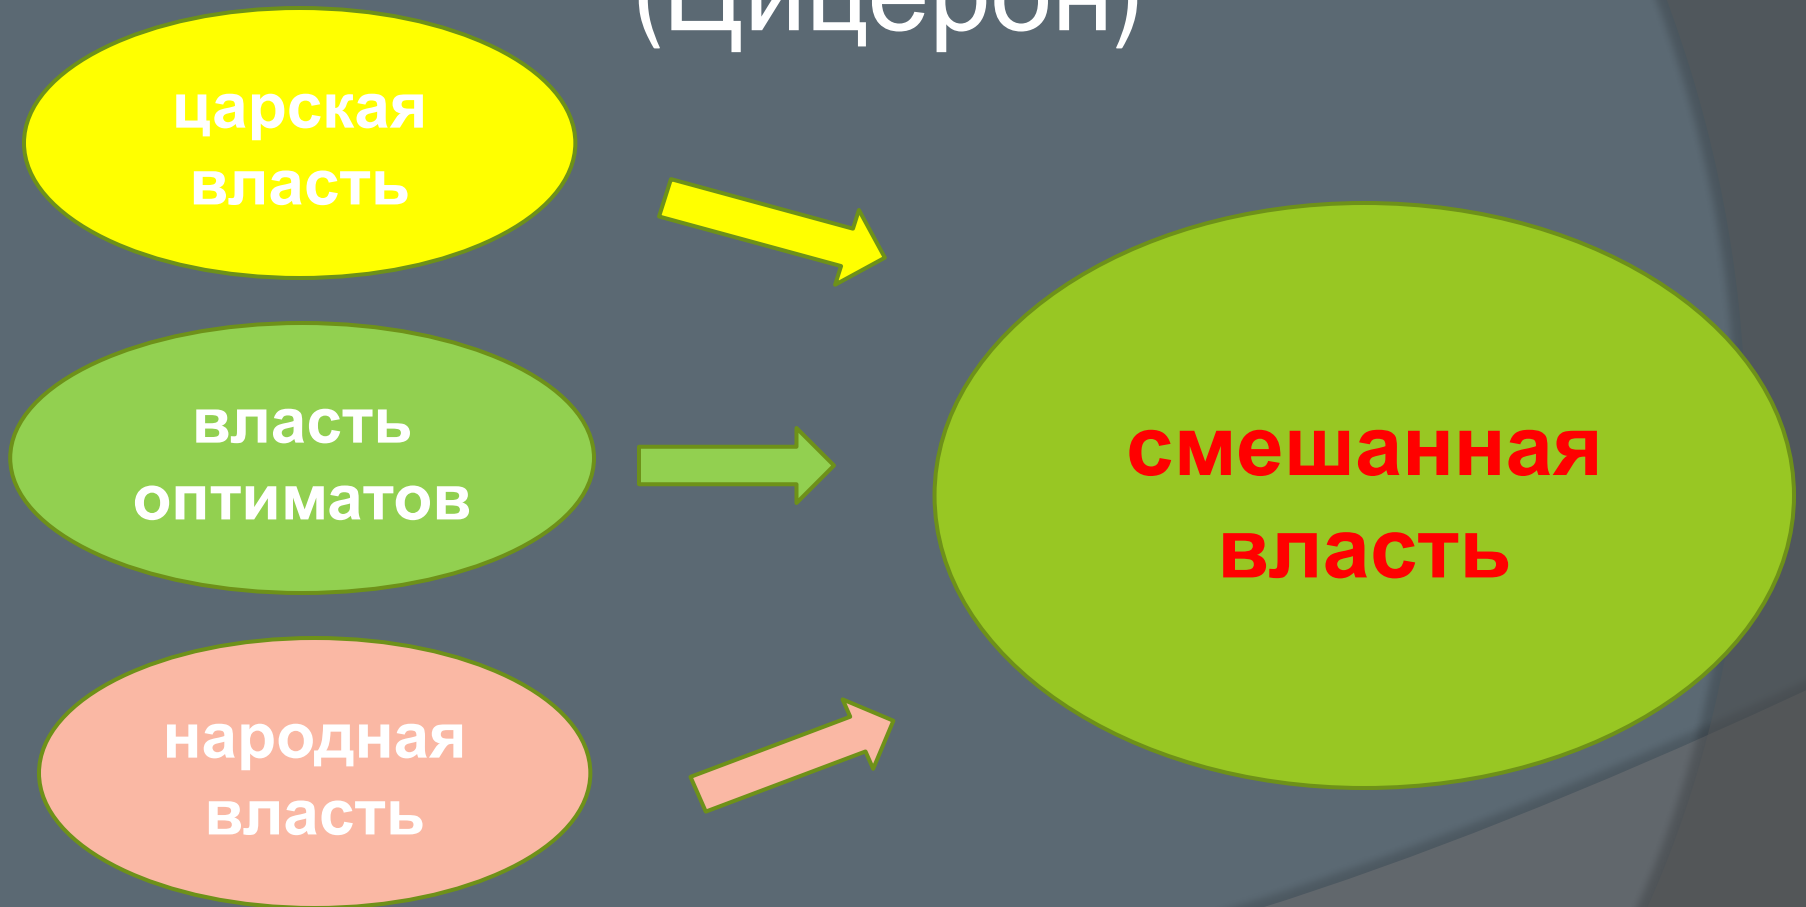 (Цицерон)
царская
власть
власть
оптиматов
народная
власть
смешанная
власть